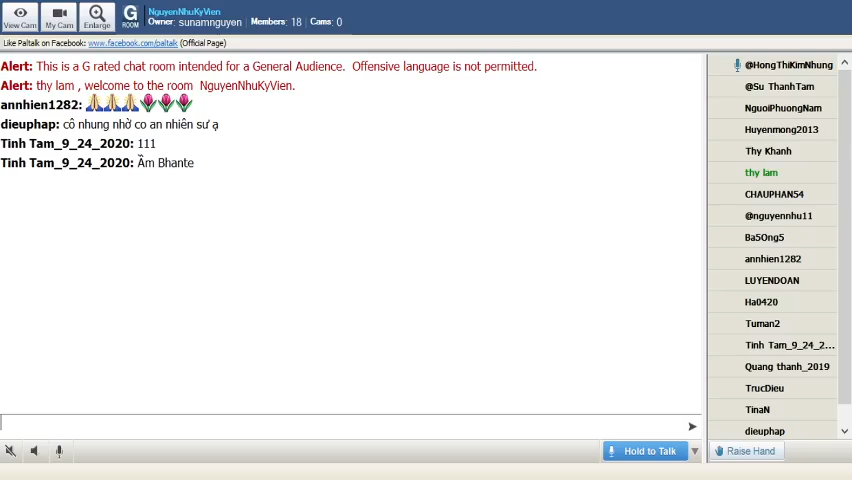 View Cam
My Cam
Enlarge
G
ROOM
NguyenNhuKyVien
Owner: sunamnguyen Members: 18 Cams: 0
Like Paltalk on Facebook: www.facebook.com/paltalk (Official Page)
Alert: This is a G rated chat room intended for a General Audience. Offensive language is not permitted.
Alert: thy lam , welcome to the room NguyenNhuKyVien.
annhien1282:
dieuphap: cô nhung nhờ co an nhiên sư ạ
Tinh Tam_9_24_2020: 111
Tinh Tam_9_24_2020: Ầm Bhante
@HongThiKimNhung
@Su ThanhTam
NguoiPhuongNam
Huyenmong2013
Thy Khanh
thy lam
CHAUPHAN54
@nguyennhu11
Ba5Ong5
annhien1282
LUYENDOAN
Ha0420
Tuman2
Tinh Tam_9_24_2...
Quang thanh_2019
TrucDieu
TinaN
dieuphap
Hold to Talk
Raise Hand